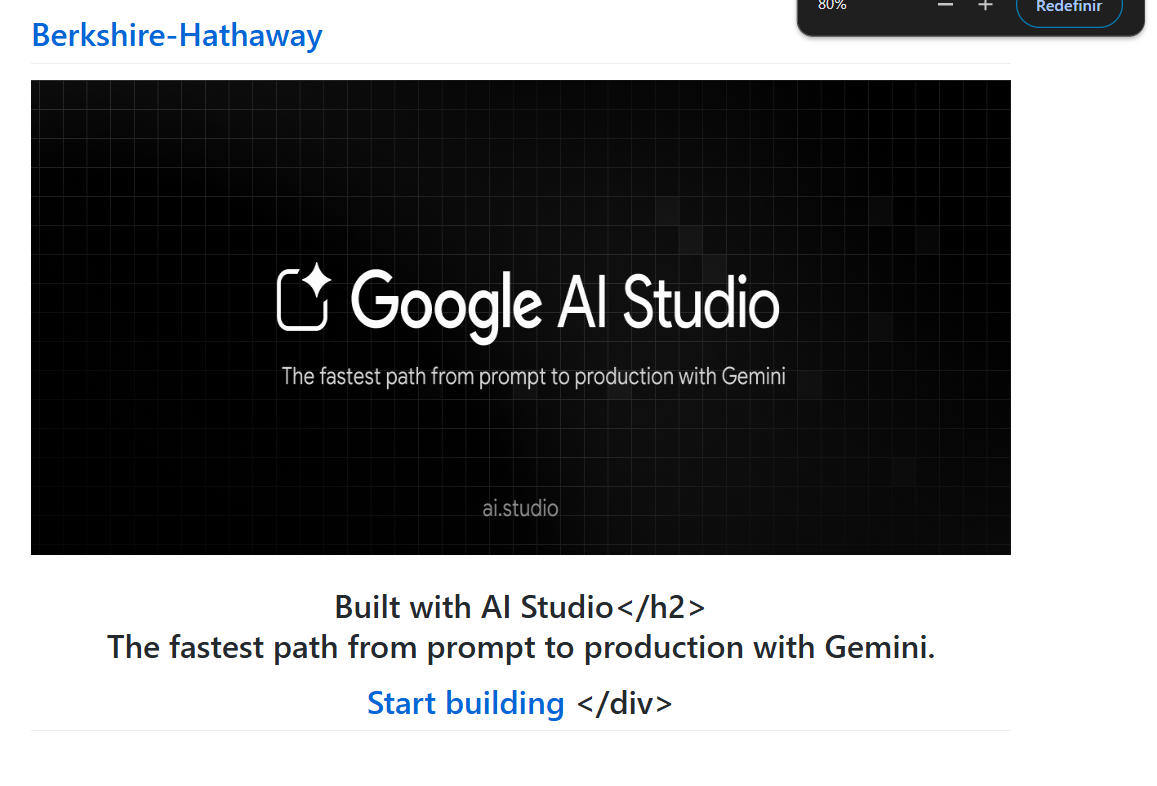 80%
Redefinir
Berkshire-Hathaway
Google AI Studio
The fastest path from prompt to production with Gemini
ai.studio
Built with AI Studio</h2>
The fastest path from prompt to production with Gemini.
Start building </div>